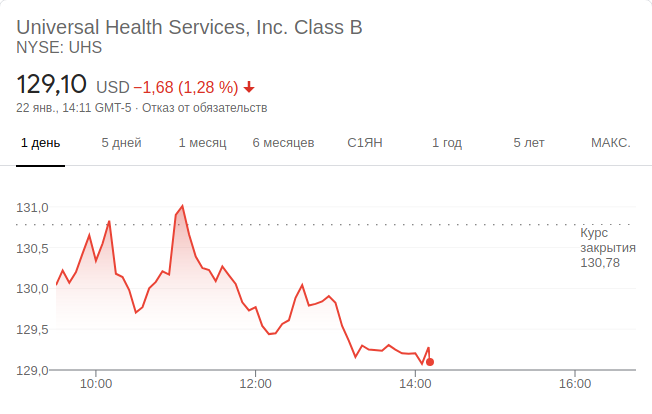 Universal Health Services, Inc. Class B
NYSE: UHS
129,10 USD −1,68 (1,28 %)
22 янв., 14:11 GMT-5 · Отказ от обязательств
1 день 5 дней 1 месяц 6 месяцев С1ЯН 1 год 5 лет МАКС.
131,0
130,5
130,0
129,5
129,0
Курс
закрытия
130,78
10:00 12:00 14:00 16:00